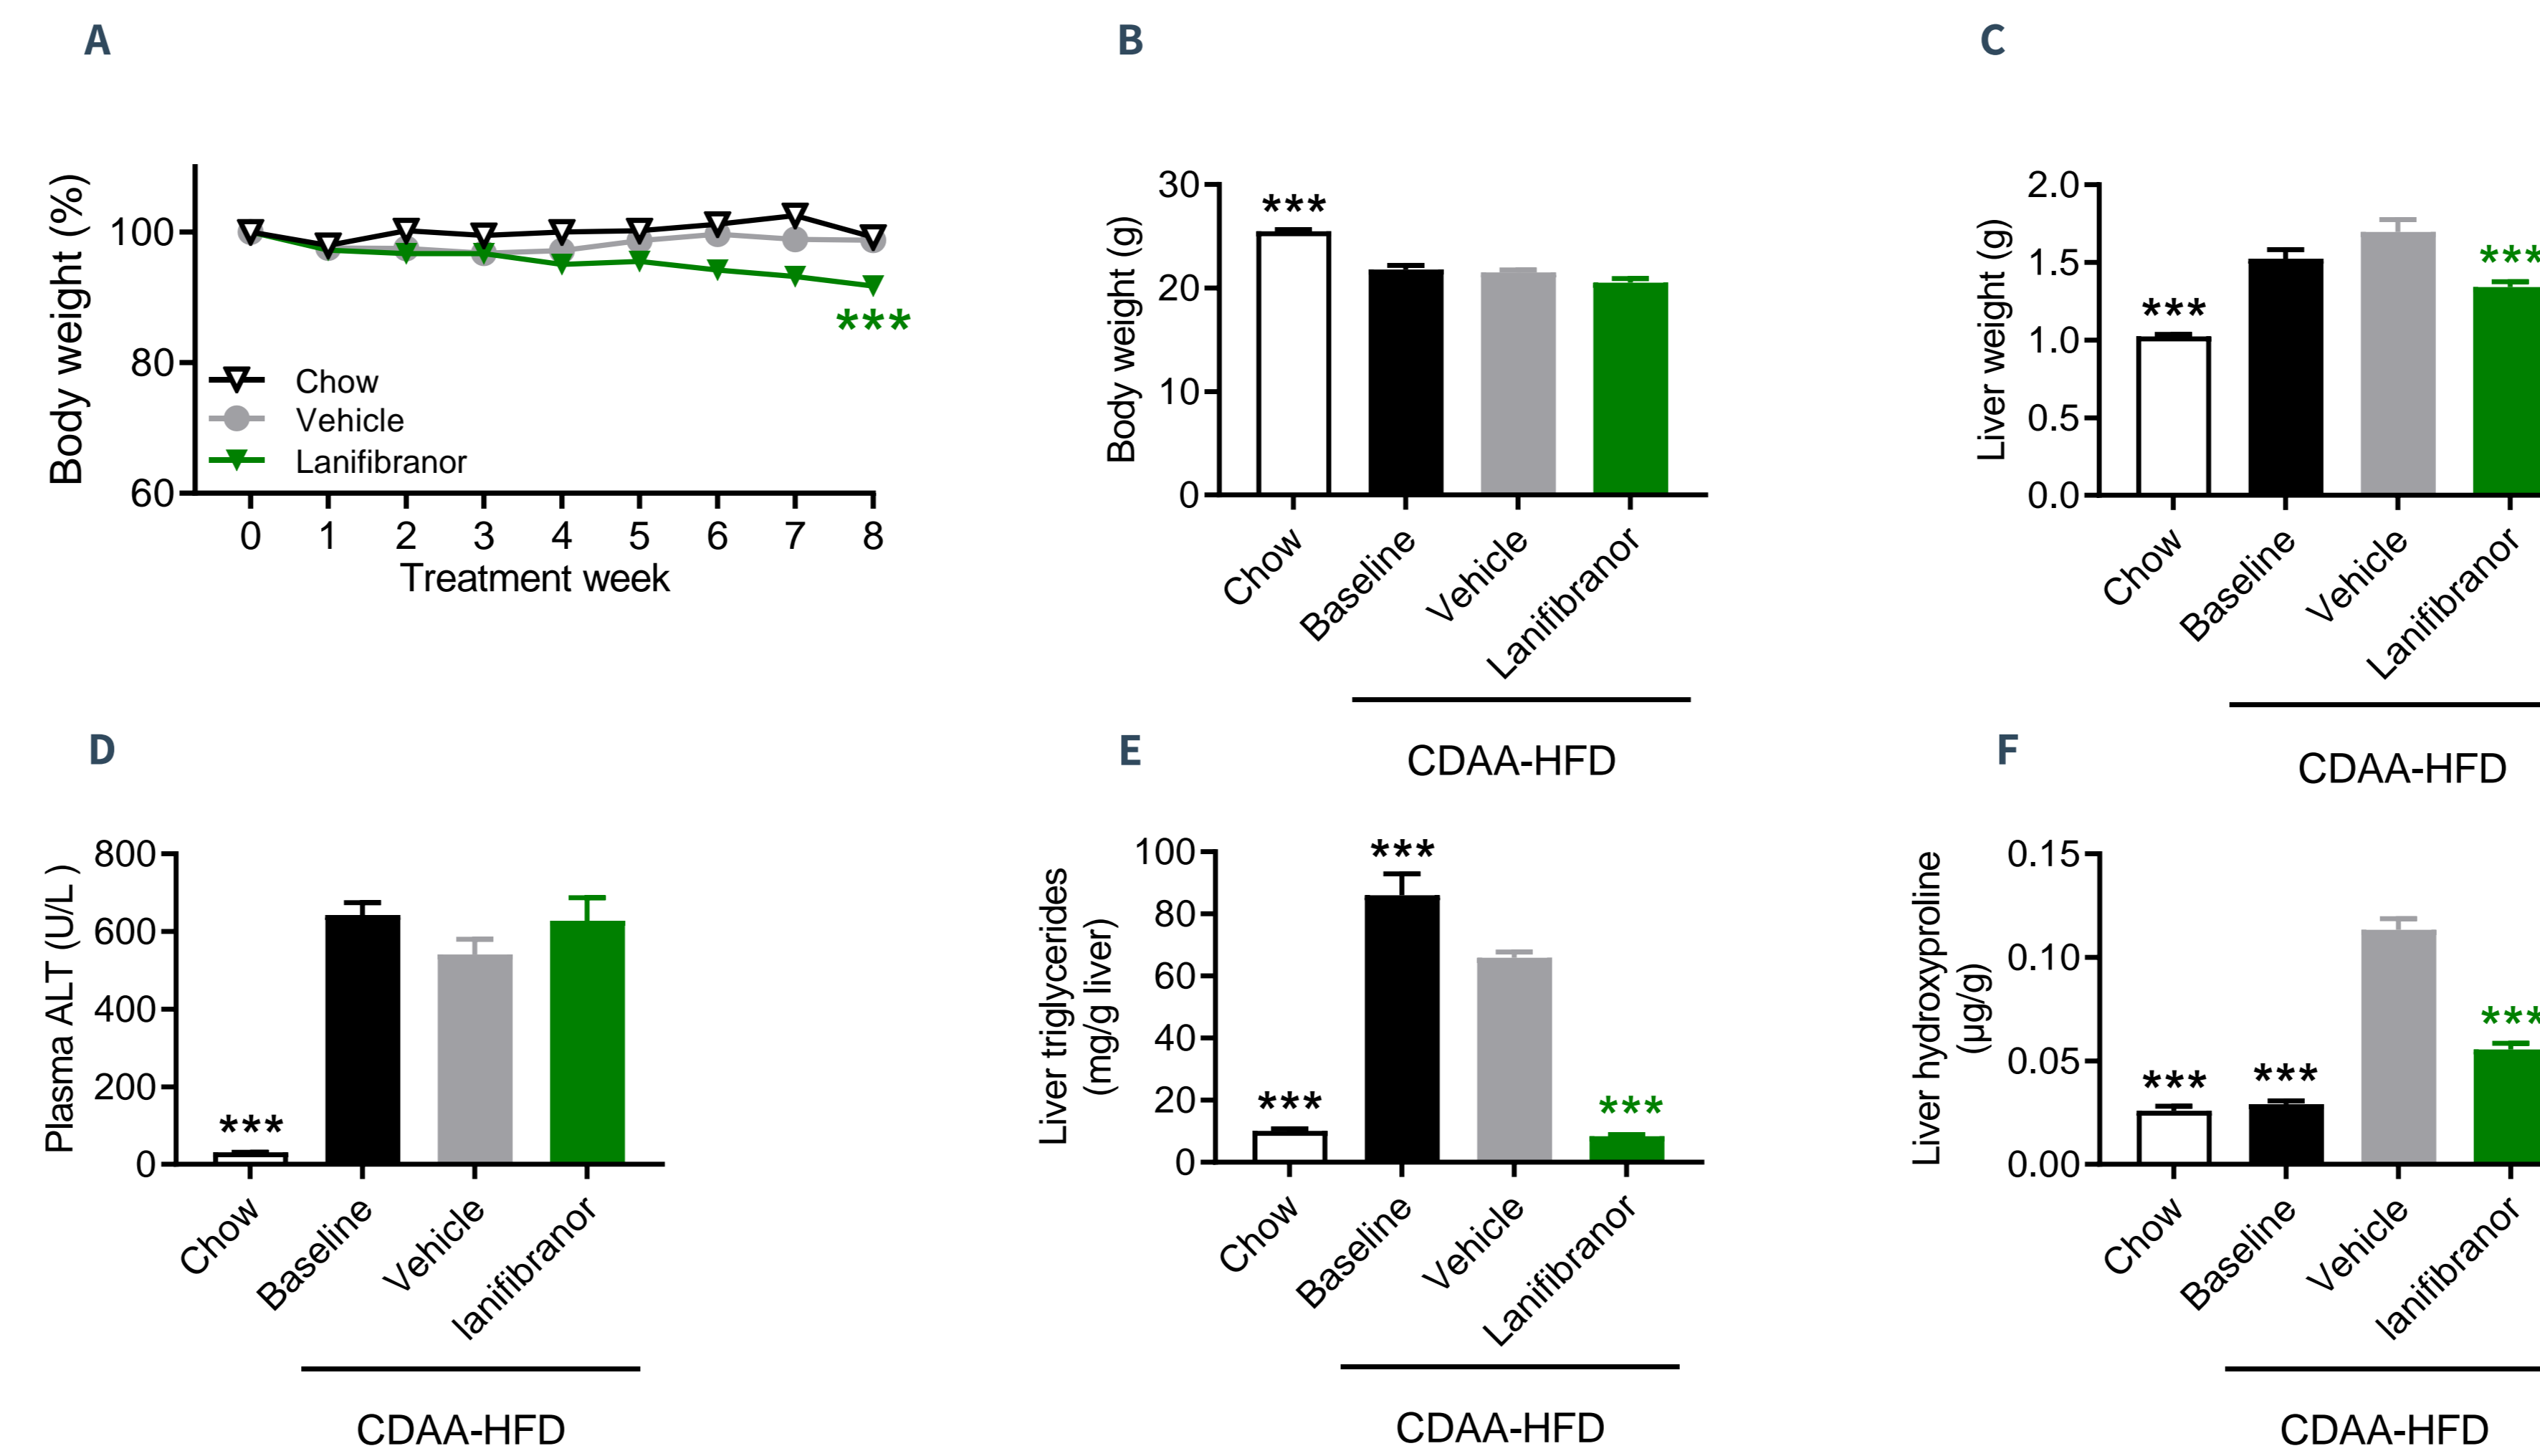 A
Body weight (%)
100
80
60
Chow
Vehicle
Lanifibranor
***
0 1 2 3 4 5 6 7 8
Treatment week
B
Body weight (g)
30
20
10
0
***
Chow
Baseline
Vehicle
Lanifibranor
CDAA-HFD
C
Liver weight (g)
2.0
1.5
1.0
0.5
0.0
***
***
Chow
Baseline
Vehicle
Lanifibranor
CDAA-HFD
D
Plasma ALT (U/L )
800
600
400
200
0
***
Chow
Baseline
Vehicle
lanifibranor
CDAA-HFD
E
Liver triglycerides
(mg/g liver)
100
80
60
40
20
0
***
***
***
Chow
Baseline
Vehicle
Lanifibranor
CDAA-HFD
F
Liver hydroxyproline
(µg/g)
0.15
0.10
0.05
0.00
***
***
***
Chow
Baseline
Vehicle
lanifibranor
CDAA-HFD